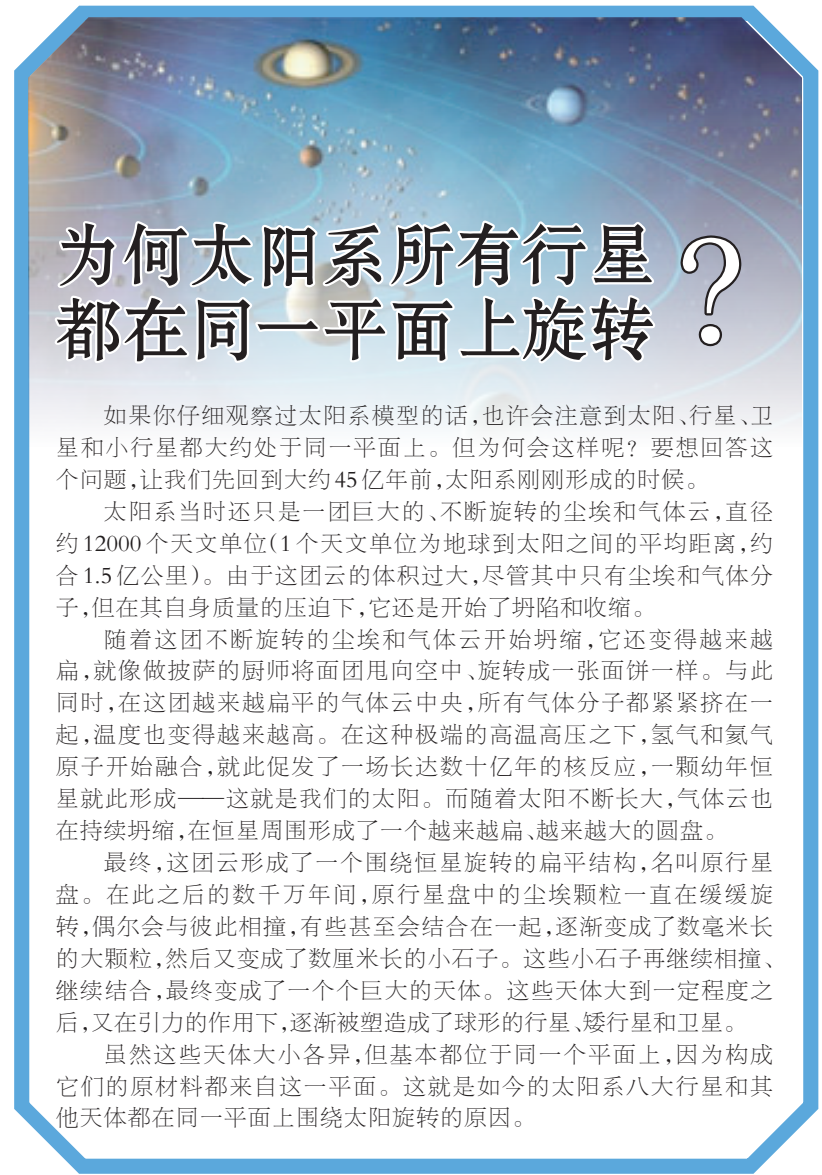 为何太阳系所有行星
都在同一平面上旋转？
如果你仔细观察过太阳系模型的话，也许会注意到太阳、行星、卫
星和小行星都大约处于同一平面上。但为何会这样呢？要想回答这
个问题，让我们先回到大约45亿年前，太阳系刚刚形成的时候。
太阳系当时还只是一团巨大的、不断旋转的尘埃和气体云，直径
约12000个天文单位（1个天文单位为地球到太阳之间的平均距离，约
合1.5亿公里）。由于这团云的体积过大，尽管其中只有尘埃和气体分
子，但在其自身质量的压迫下，它还是开始了坍陷和收缩。
随着这团不断旋转的尘埃和气体云开始坍缩，它还变得越来越
扁，就像做披萨的厨师将面团甩向空中、旋转成一张面饼一样。与此
同时，在这团越来越扁平的气体云中央，所有气体分子都紧紧挤在一
起，温度也变得越来越高。在这种极端的高温高压之下，氢气和氦气
原子开始融合，就此促发了一场长达数十亿年的核反应，一颗幼年恒
星就此形成——这就是我们的太阳。而随着太阳不断长大，气体云也
在持续坍缩，在恒星周围形成了一个越来越扁、越来越大的圆盘。
最终，这团云形成了一个围绕恒星旋转的扁平结构，名叫原行星
盘。在此之后的数千万年间，原行星盘中的尘埃颗粒一直在缓缓旋
转，偶尔会与彼此相撞，有些甚至会结合在一起，逐渐变成了数毫米长
的大颗粒，然后又变成了数厘米长的小石子。这些小石子再继续相撞、
继续结合，最终变成了一个个巨大的天体。这些天体大到一定程度之
后，又在引力的作用下，逐渐被塑造成了球形的行星、矮行星和卫星。
虽然这些天体大小各异，但基本都位于同一个平面上，因为构成
它们的原材料都来自这一平面。这就是如今的太阳系八大行星和其
他天体都在同一平面上围绕太阳旋转的原因。